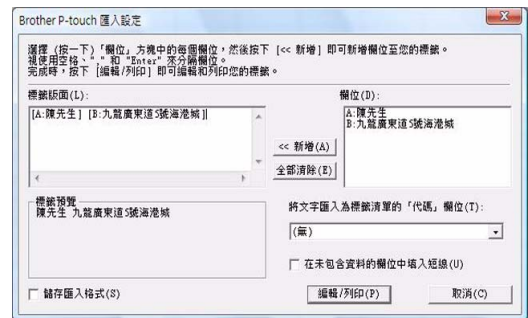 Brother P-touch 匯入設定
選擇 (按一下)「欄位」方塊中的每個欄位，然後按下 [<< 新增] 即可新增欄位至您的標籤。
視使用空格、"," 和 "Enter" 來分隔欄位。
完成時，按下 [編輯/列印] 即可編輯和列印您的標籤。
標籤版面(L):
欄位(D):
[A:陳先生] [B:九龍廣東道5號海港城]
A:陳先生
B:九龍廣東道5號海港城
<< 新增(A)
全部清除(E)
標籤預覽
陳先生 九龍廣東道5號海港城
將文字匯入為標籤清單的「代碼」欄位(T):
(無)
在未包含資料的欄位中填入短線(U)
儲存匯入格式(S)
編輯/列印(P)
取消(C)